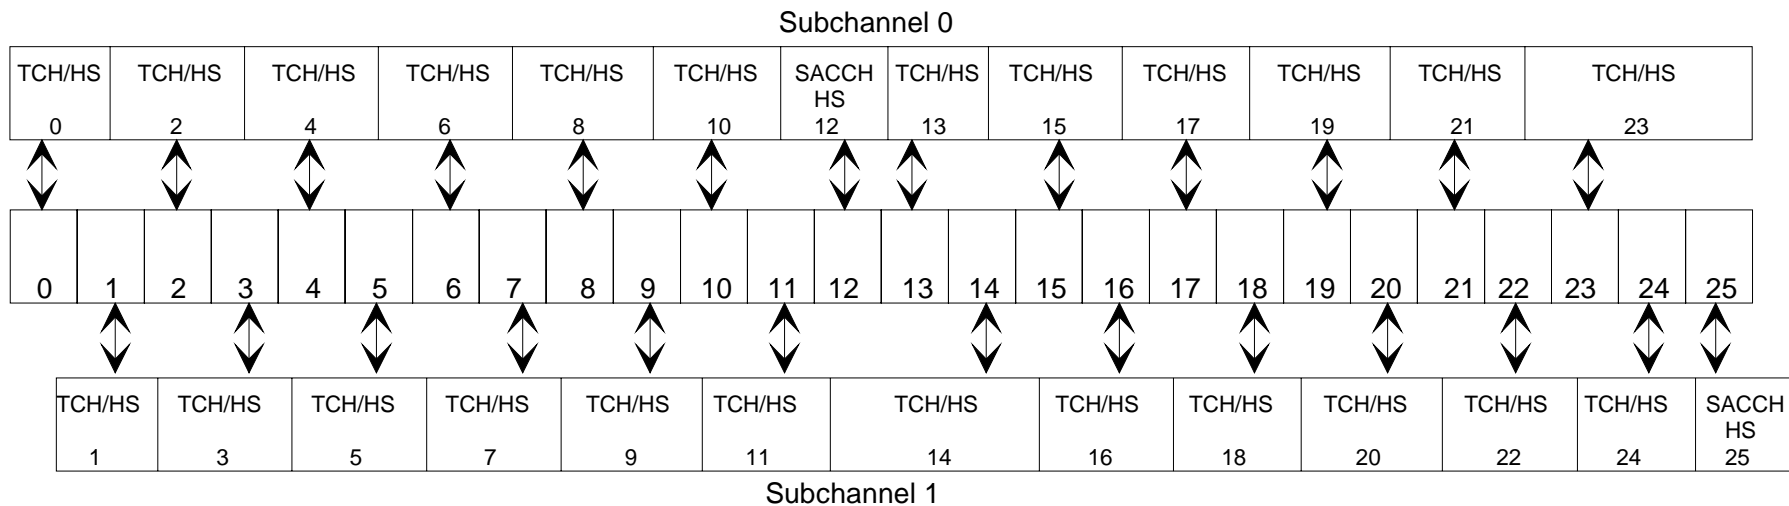 Subchannel 0
TCH/HS TCH/HS TCH/HS TCH/HS TCH/HS TCH/HS SACCH TCH/HS TCH/HS TCH/HS TCH/HS TCH/HS TCH/HS
HS
0 2 4 6 8 10 12 13 15 17 19 21 23
0 1 2 3 4 5 6 7 8 9 10 11 12 13 14 15 16 17 18 19 20 21 22 23 24 25
TCH/HS TCH/HS TCH/HS TCH/HS TCH/HS TCH/HS TCH/HS TCH/HS TCH/HS TCH/HS TCH/HS TCH/HS SACCH
HS
1 3 5 7 9 11 14 16 18 20 22 24 25
Subchannel 1